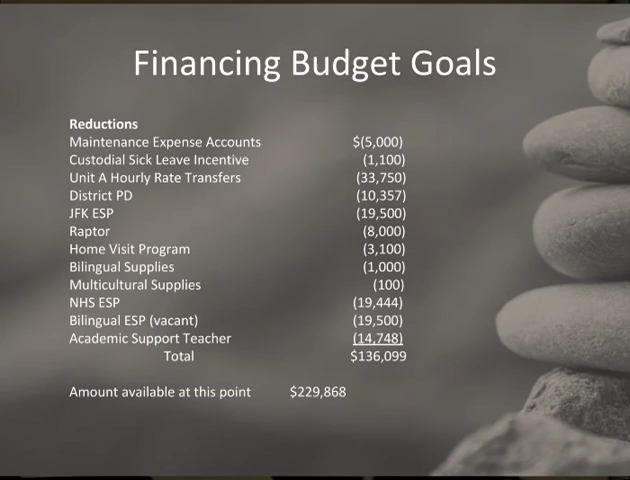 Financing Budget Goals
Reductions
Maintenance Expense Accounts $(5,000)
Custodial Sick Leave Incentive (1,100)
Unit A Hourly Rate Transfers (33,750)
District PD (10,357)
JFK ESP (19,500)
Raptor (8,000)
Home Visit Program (3,100)
Bilingual Supplies (1,000)
Multicultural Supplies (100)
NHS ESP (19,444)
Bilingual ESP (vacant) (19,500)
Academic Support Teacher (14,748)
Total $136,099
Amount available at this point $229,868